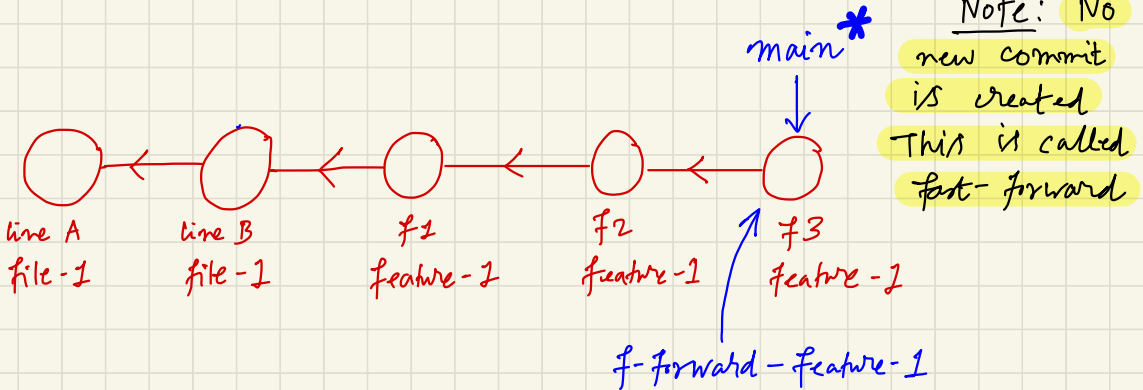 Note: No
new commit
is created
This is called
fast-forward
main*
line A
file-1
line B
file-1
f1
feature-1
f2
feature-1
f3
feature-1
f-forward-feature-1